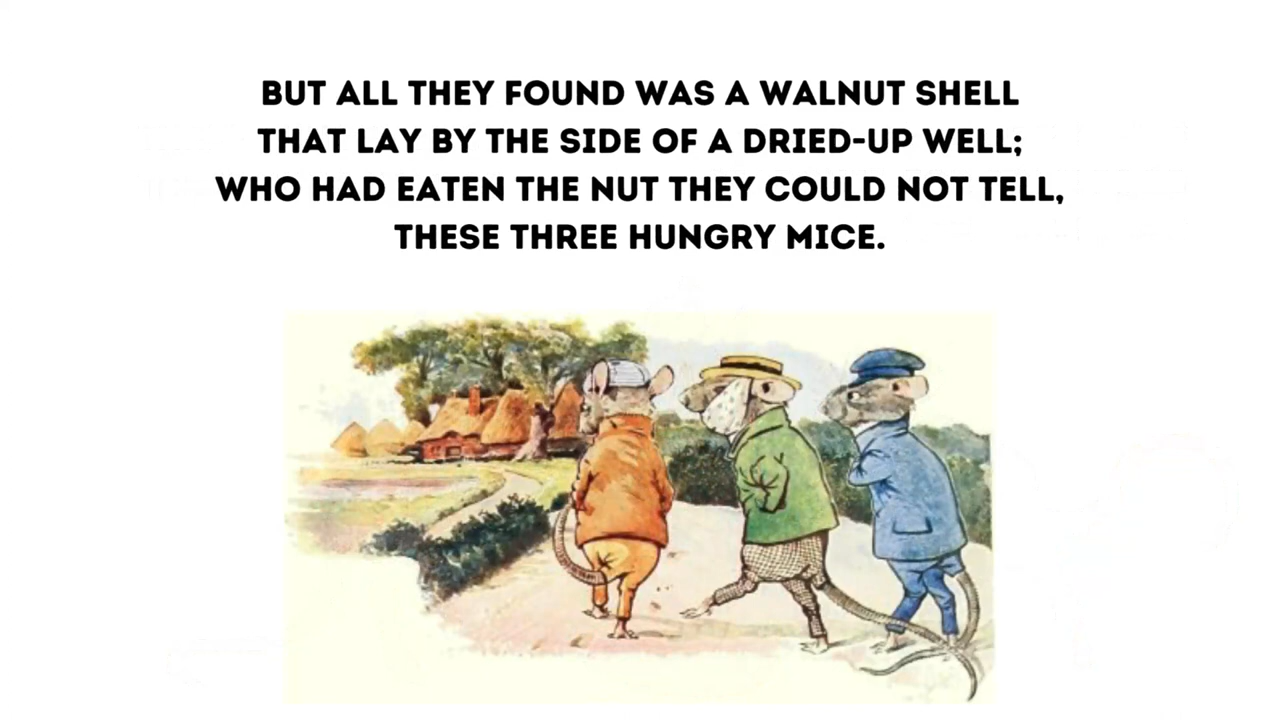 BUT ALL THEY FOUND WAS A WALNUT SHELL
THAT LAY BY THE SIDE OF A DRIED-UP WELL;
WHO HAD EATEN THE NUT THEY COULD NOT TELL,
THESE THREE HUNGRY MICE.